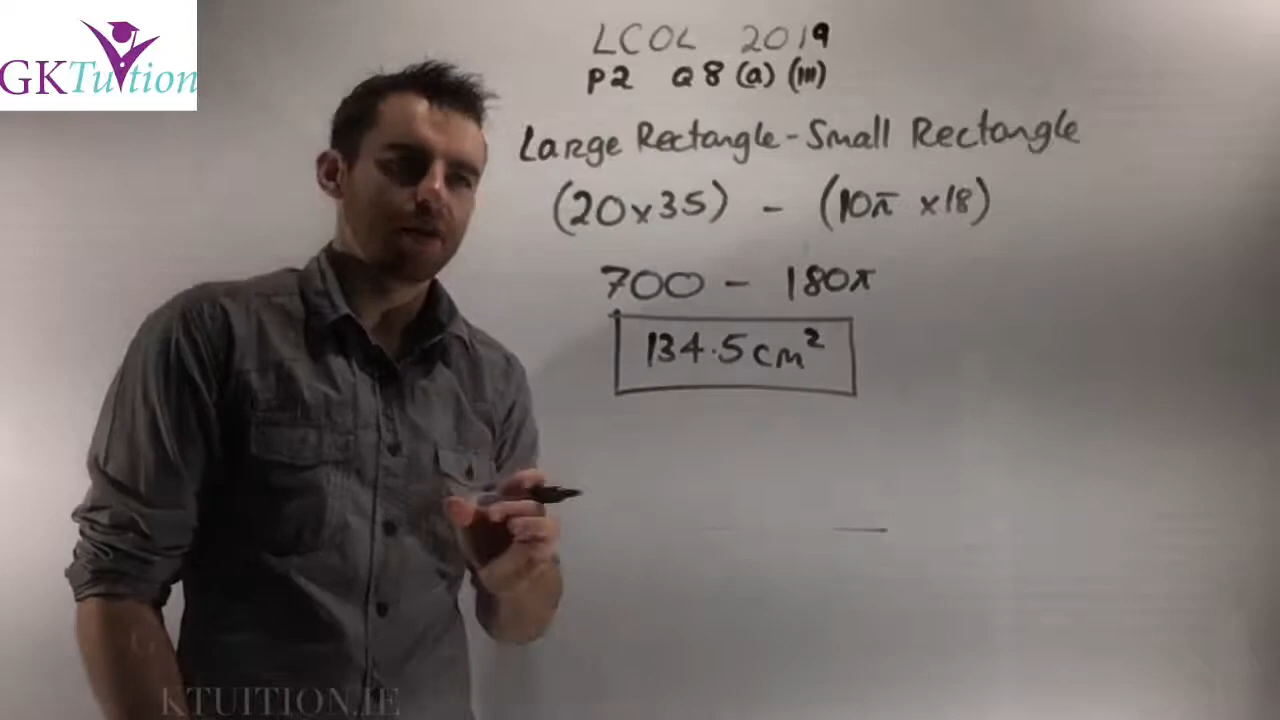 GKTuition
LCOL 2019
P2 Q8 (a) (III)
Large Rectangle - Small Rectangle
(20x35) - (10π x18)
700 - 180π
134.5cm²
KTUITION.IE